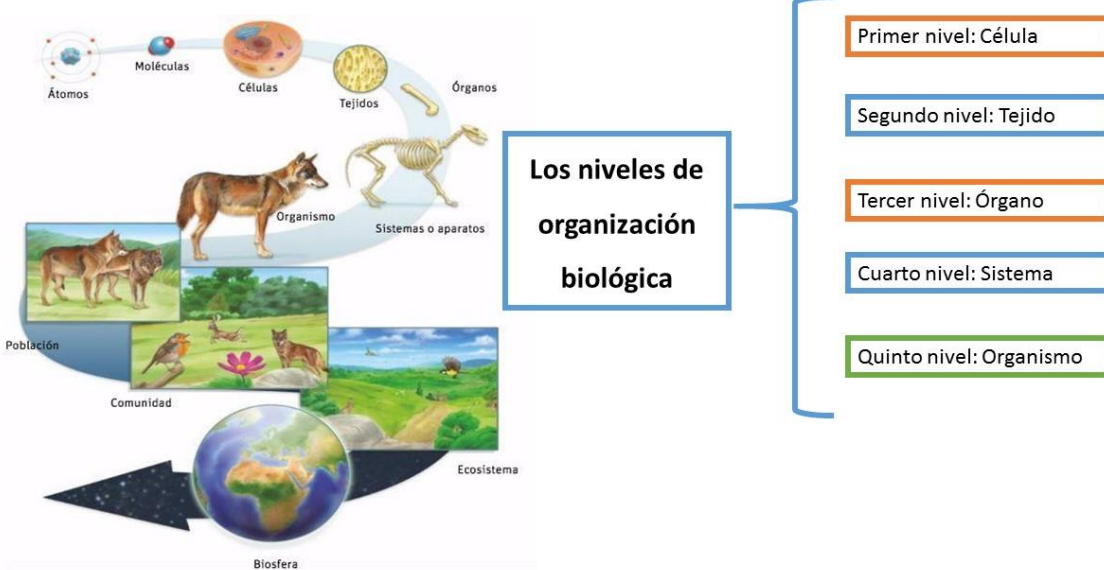 Átomos
Moléculas
Células
Tejidos
Órganos
Sistemas o aparatos
Organismo
Población
Comunidad
Ecosistema
Biosfera
Los niveles de
organización
biológica
Primer nivel: Célula
Segundo nivel: Tejido
Tercer nivel: Órgano
Cuarto nivel: Sistema
Quinto nivel: Organismo